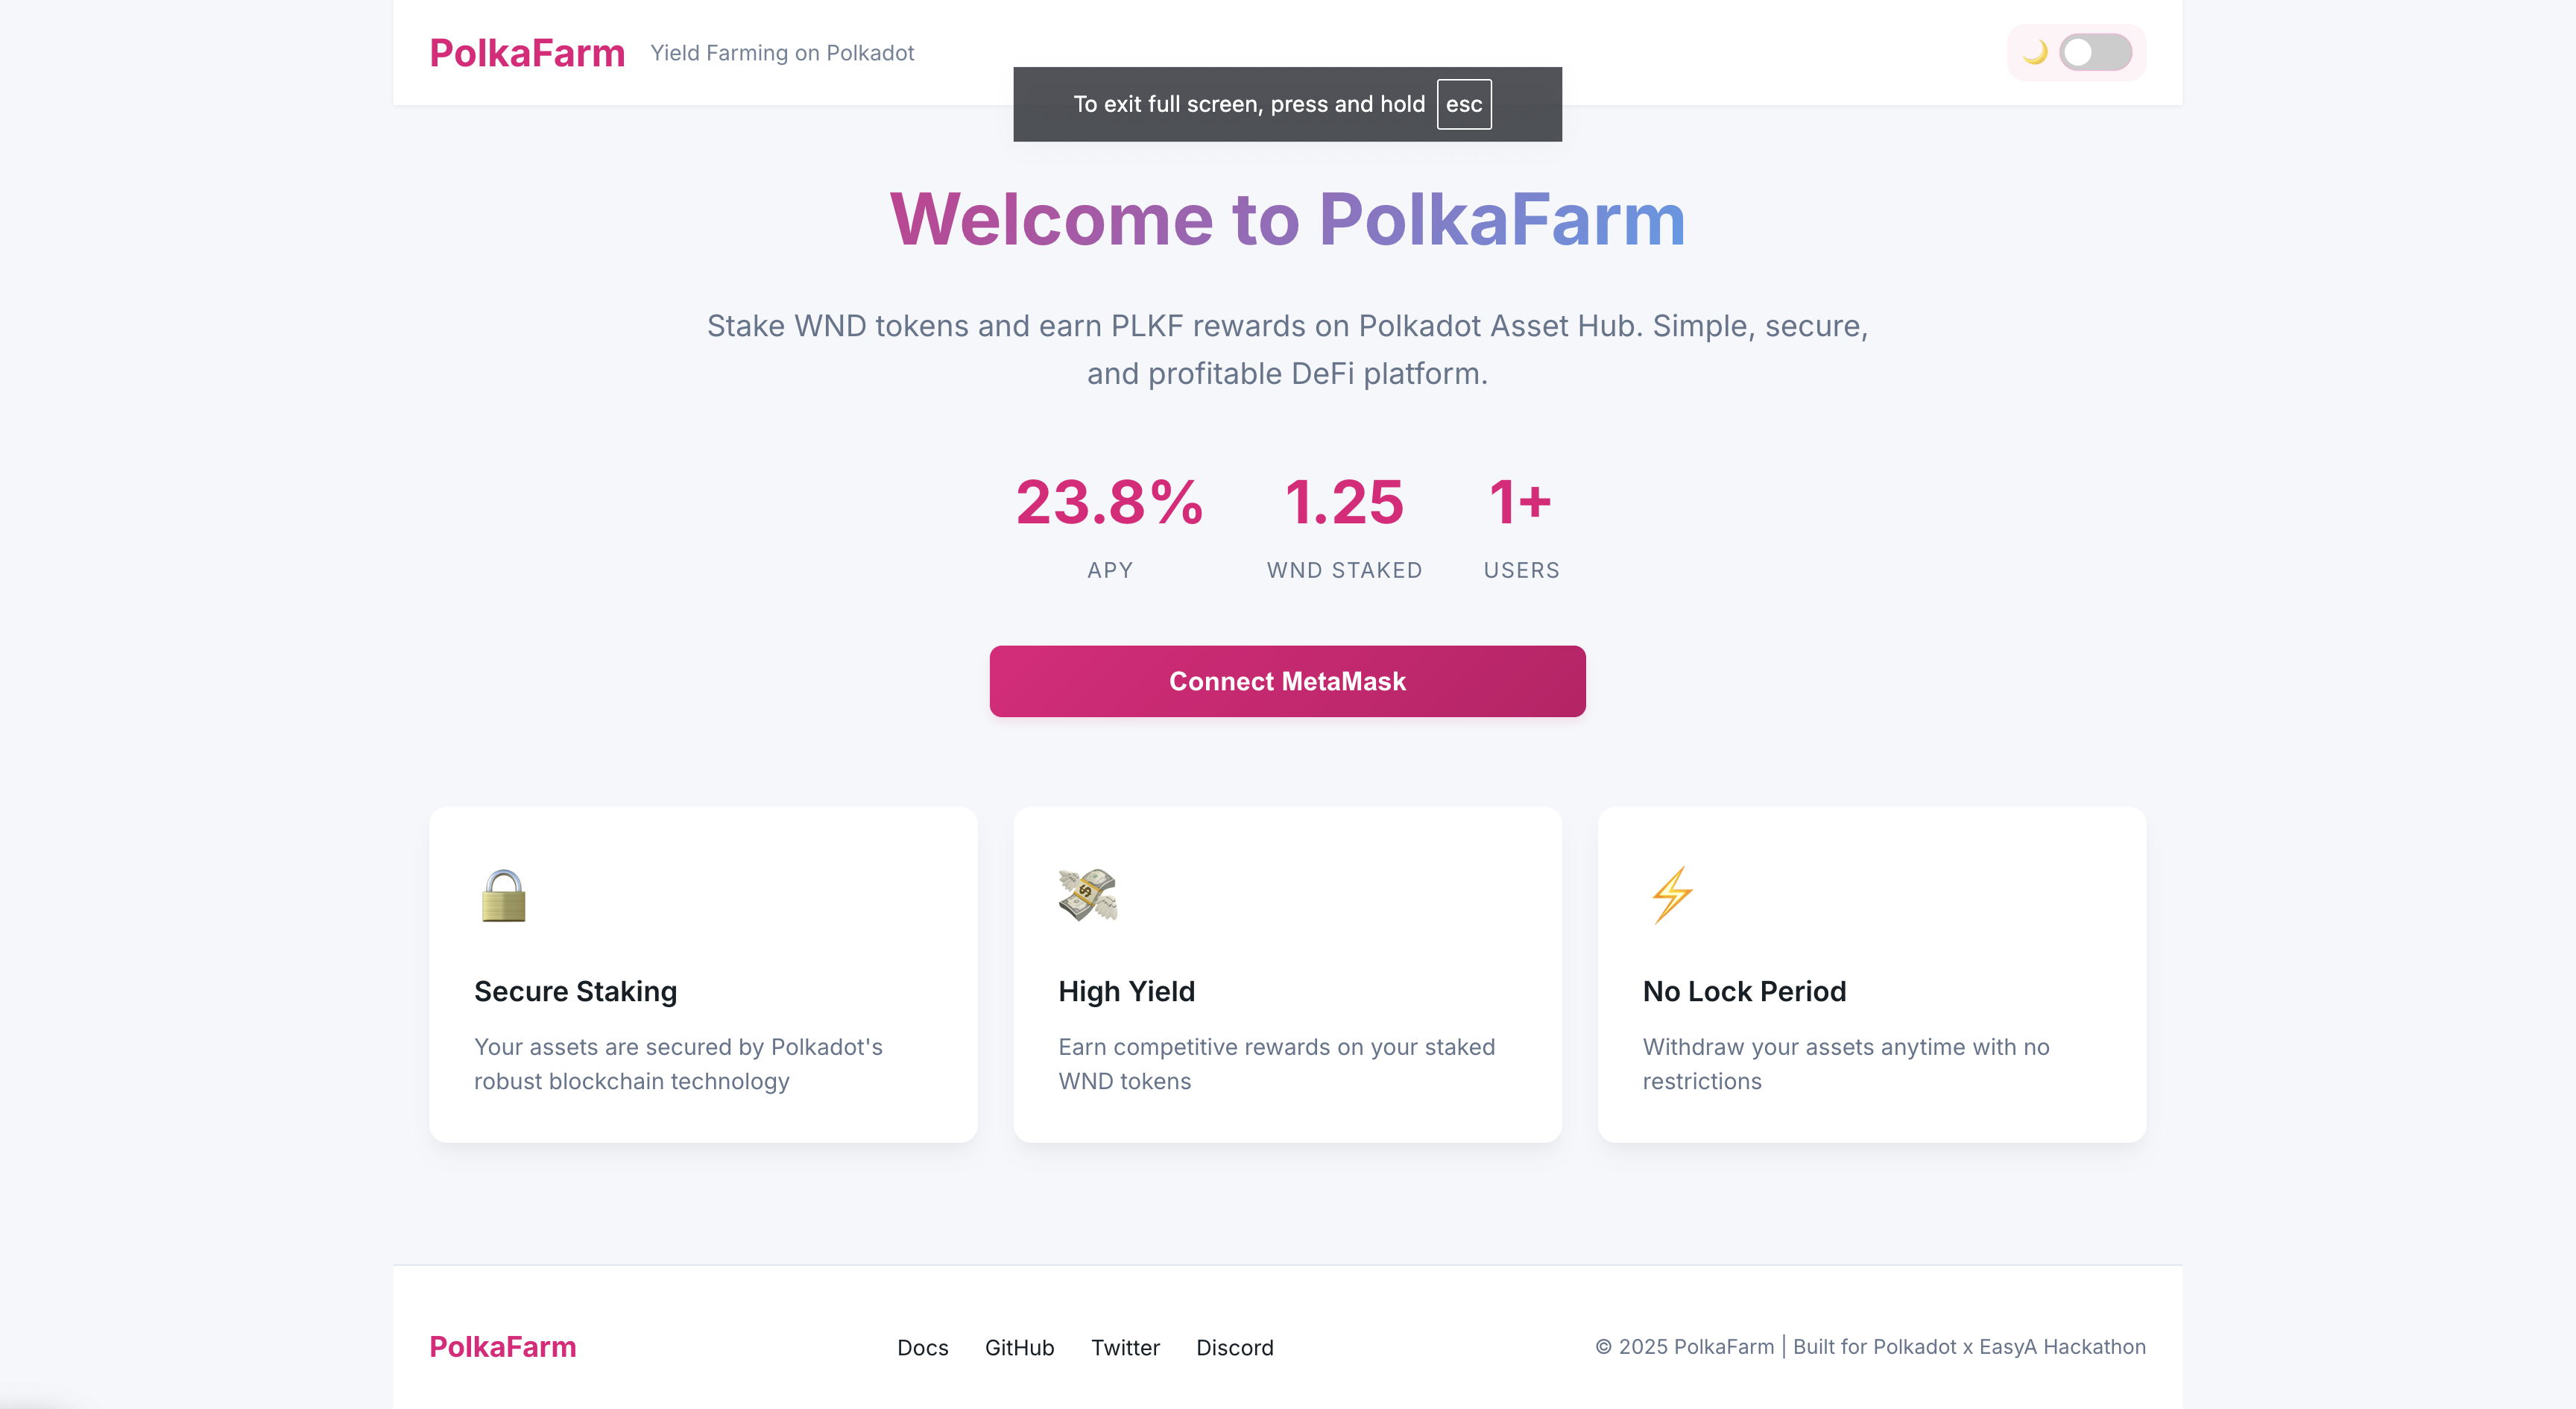 PolkaFarm
Yield Farming on Polkadot
To exit full screen, press and hold esc
Welcome to PolkaFarm
Stake WND tokens and earn PLKF rewards on Polkadot Asset Hub. Simple, secure,
and profitable DeFi platform.
23.8%
APY
1.25
WND STAKED
1+
USERS
Connect MetaMask
Secure Staking
Your assets are secured by Polkadot's
robust blockchain technology
High Yield
Earn competitive rewards on your staked
WND tokens
No Lock Period
Withdraw your assets anytime with no
restrictions
PolkaFarm
Docs
GitHub
Twitter
Discord
© 2025 PolkaFarm | Built for Polkadot x EasyA Hackathon